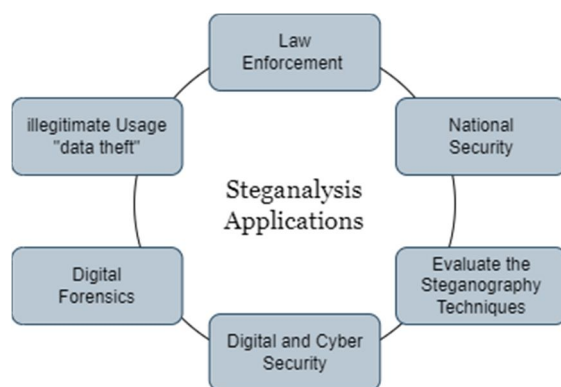 Law
Enforcement
illegitimate Usage
"data theft"
National
Security
Steganalysis
Applications
Digital
Forensics
Evaluate the
Steganography
Techniques
Digital and Cyber
Security